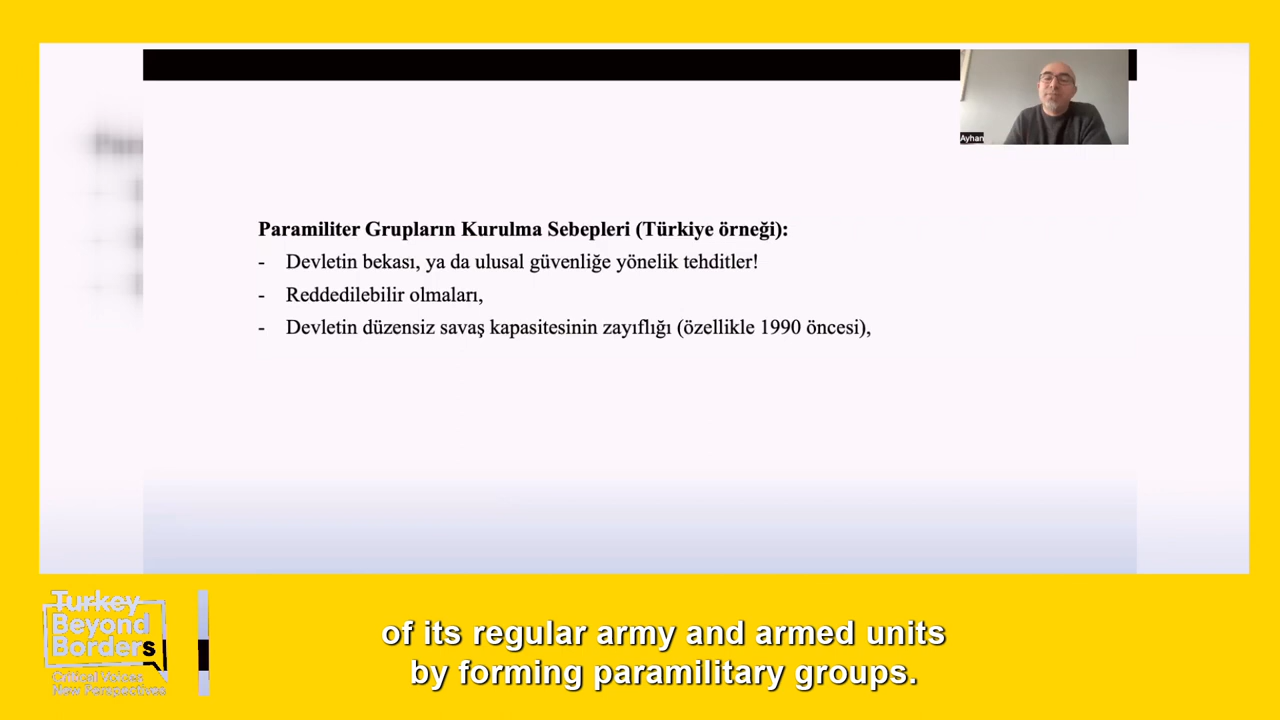 Ayhan
Paramiliter Grupların Kurulma Sebepleri (Türkiye örneği):
- Devletin bekası, ya da ulusal güvenliğe yönelik tehditler!
- Reddedilebilir olmaları,
- Devletin düzensiz savaş kapasitesinin zayıflığı (özellikle 1990 öncesi),
Turkey
Beyond
Borders
Critical Voices
New Perspectives
of its regular army and armed units
by forming paramilitary groups.